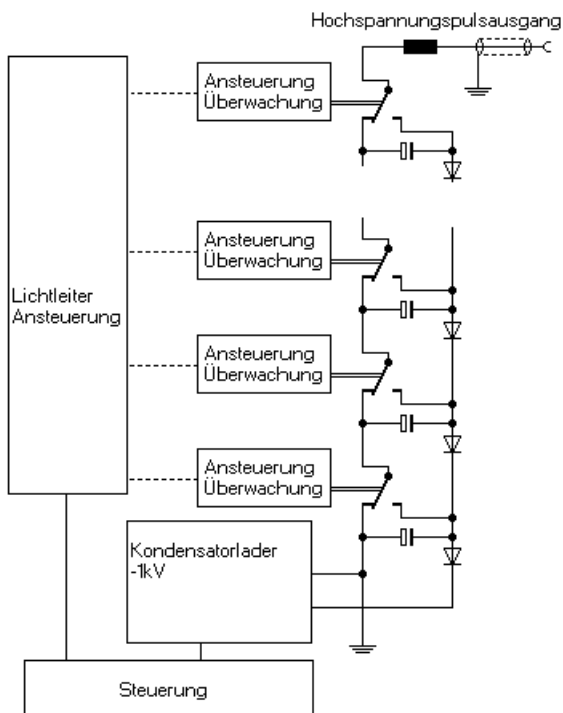 Hochspannungspulsausgang
Ansteuerung
Überwachung
Ansteuerung
Überwachung
Lichtleiter
Ansteuerung
Ansteuerung
Überwachung
Ansteuerung
Überwachung
Kondensatorlader
-1kV
Steuerung